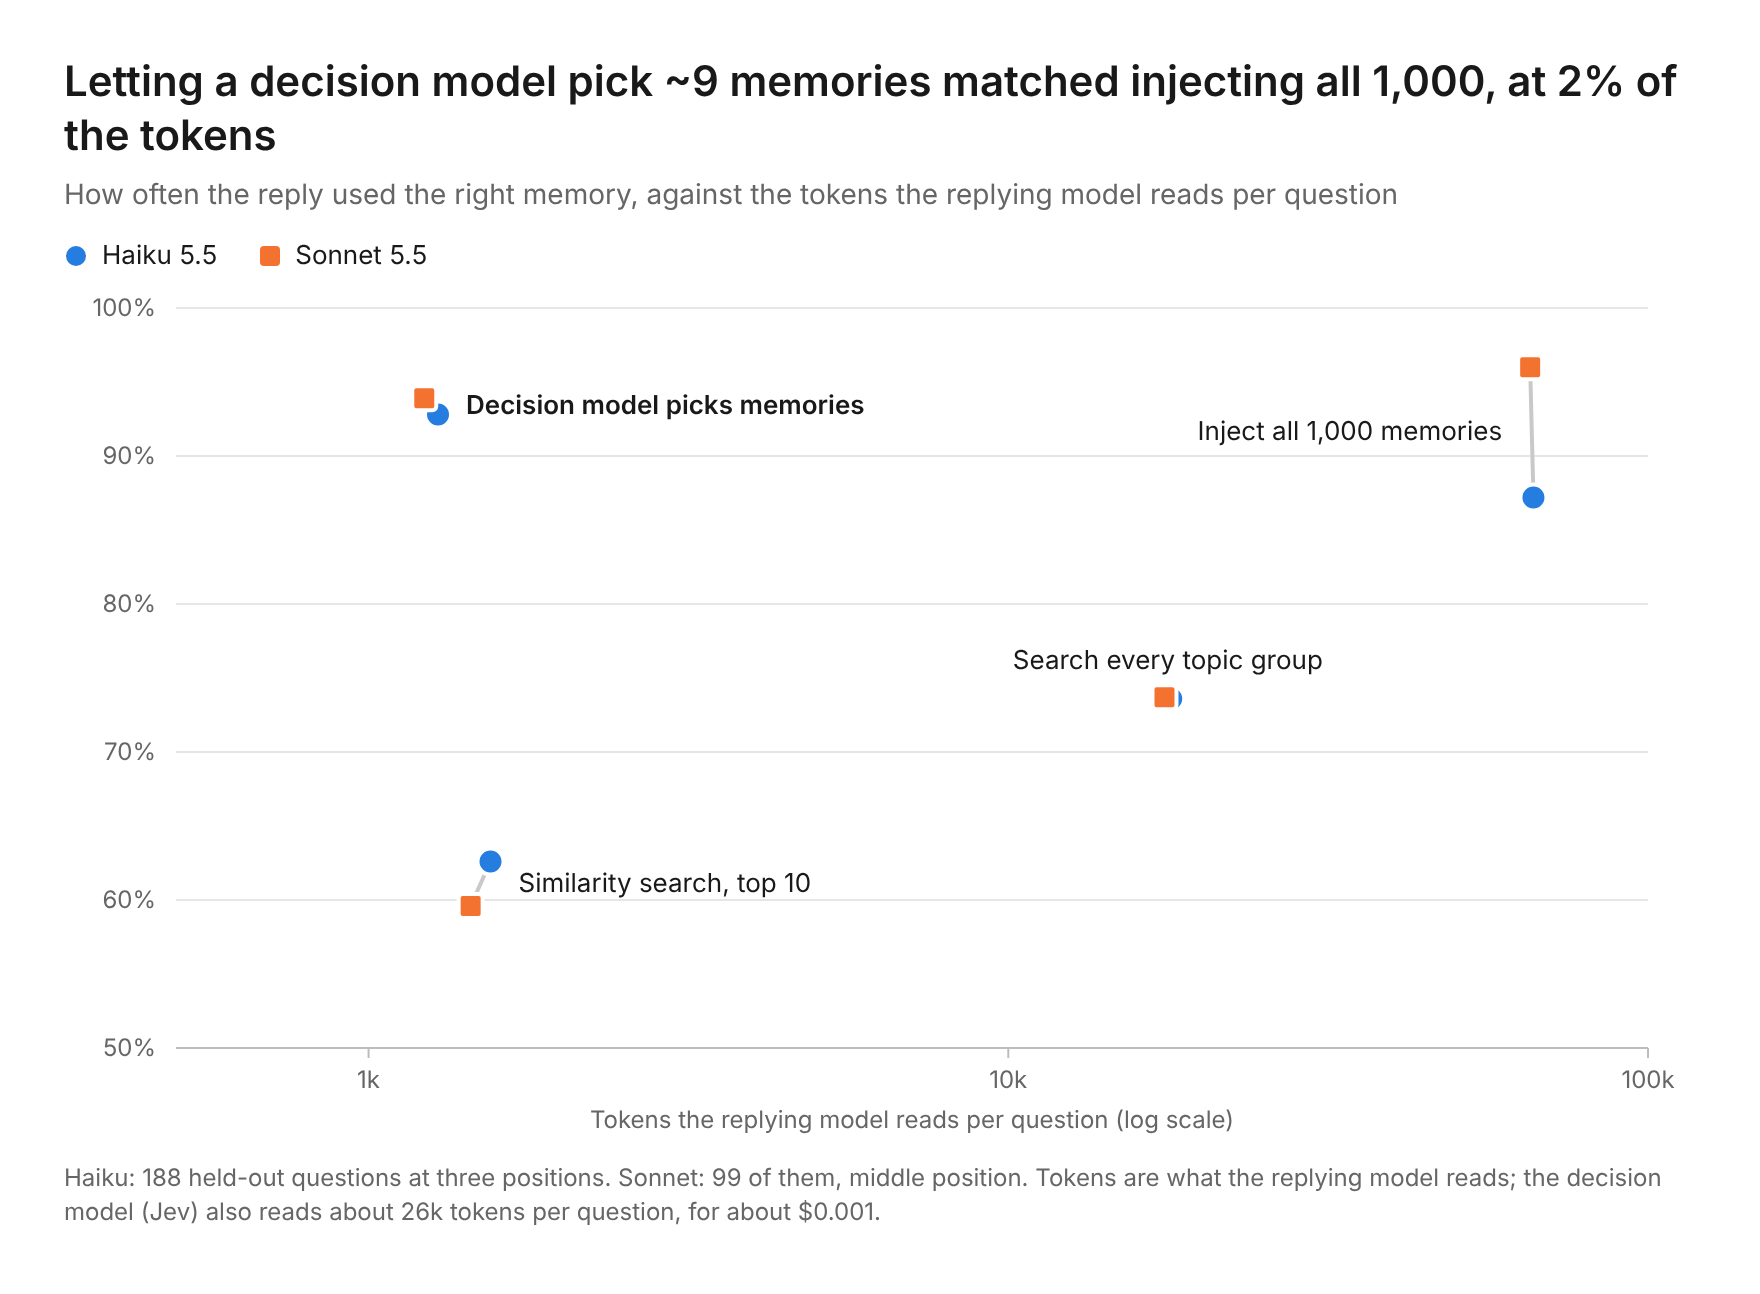 Letting a decision model pick ~9 memories matched injecting all 1,000, at 2% of
the tokens
How often the reply used the right memory, against the tokens the replying model reads per question
Haiku 5.5
Sonnet 5.5
100%
Decision model picks memories
Inject all 1,000 memories
90%
80%
Search every topic group
70%
Similarity search, top 10
60%
50%
1k
10k
100k
Tokens the replying model reads per question (log scale)
Haiku: 188 held-out questions at three positions. Sonnet: 99 of them, middle position. Tokens are what the replying model reads; the decision
model (Jev) also reads about 26k tokens per question, for about $0.001.